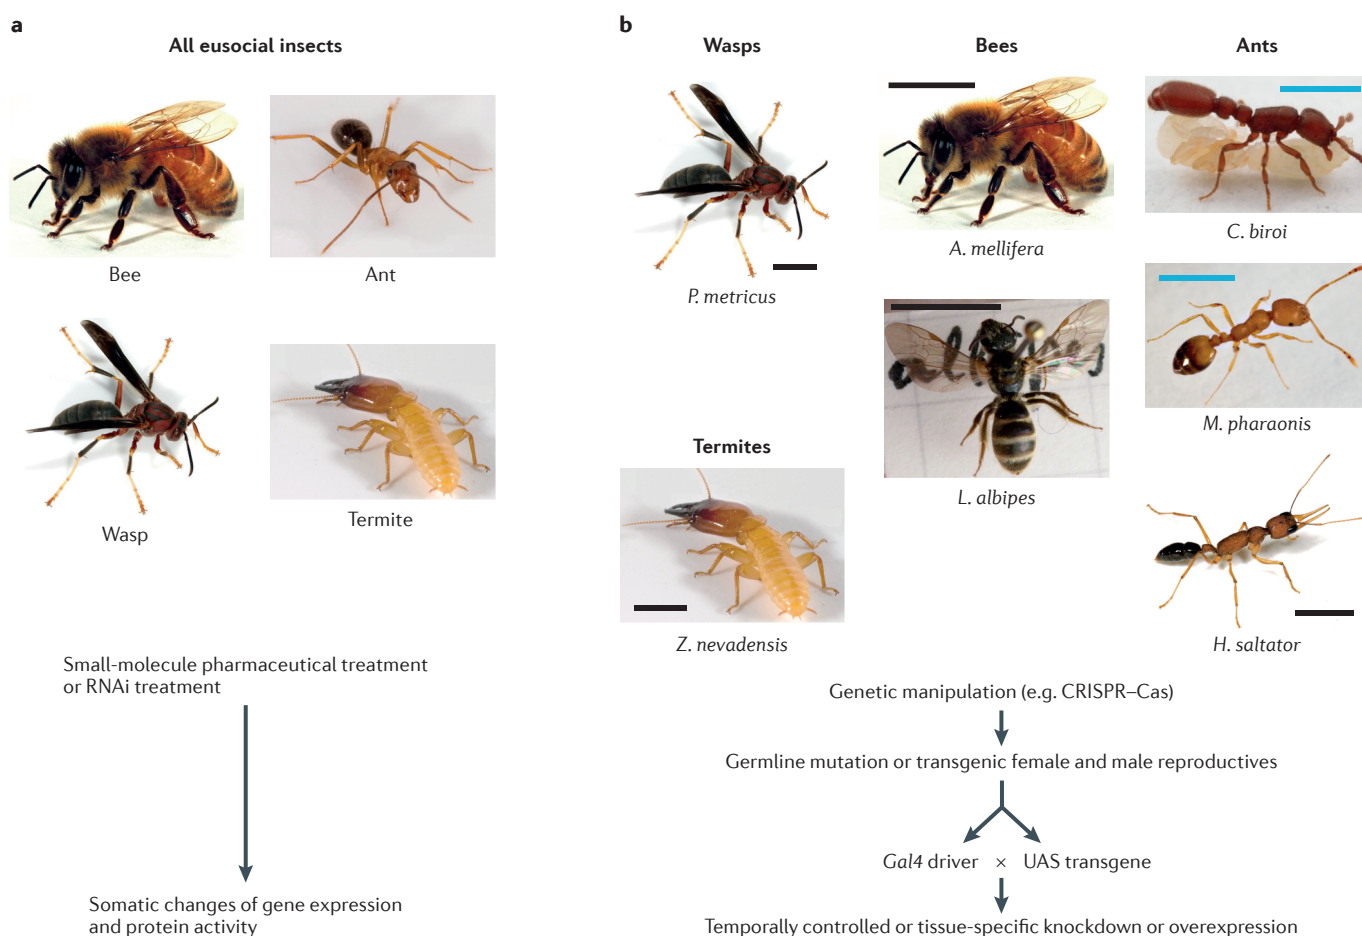 a
All eusocial insects
Bee
Ant
Wasp
Termite
Small-molecule pharmaceutical treatment
or RNAi treatment
Somatic changes of gene expression
and protein activity
b
Wasps
Bees
Ants
P. metricus
A. mellifera
C. biroi
L. albipes
M. pharaonis
Termites
Z. nevadensis
H. saltator
Genetic manipulation (e.g. CRISPR–Cas)
Germline mutation or transgenic female and male reproductives
Gal4 driver × UAS transgene
Temporally controlled or tissue-specific knockdown or overexpression